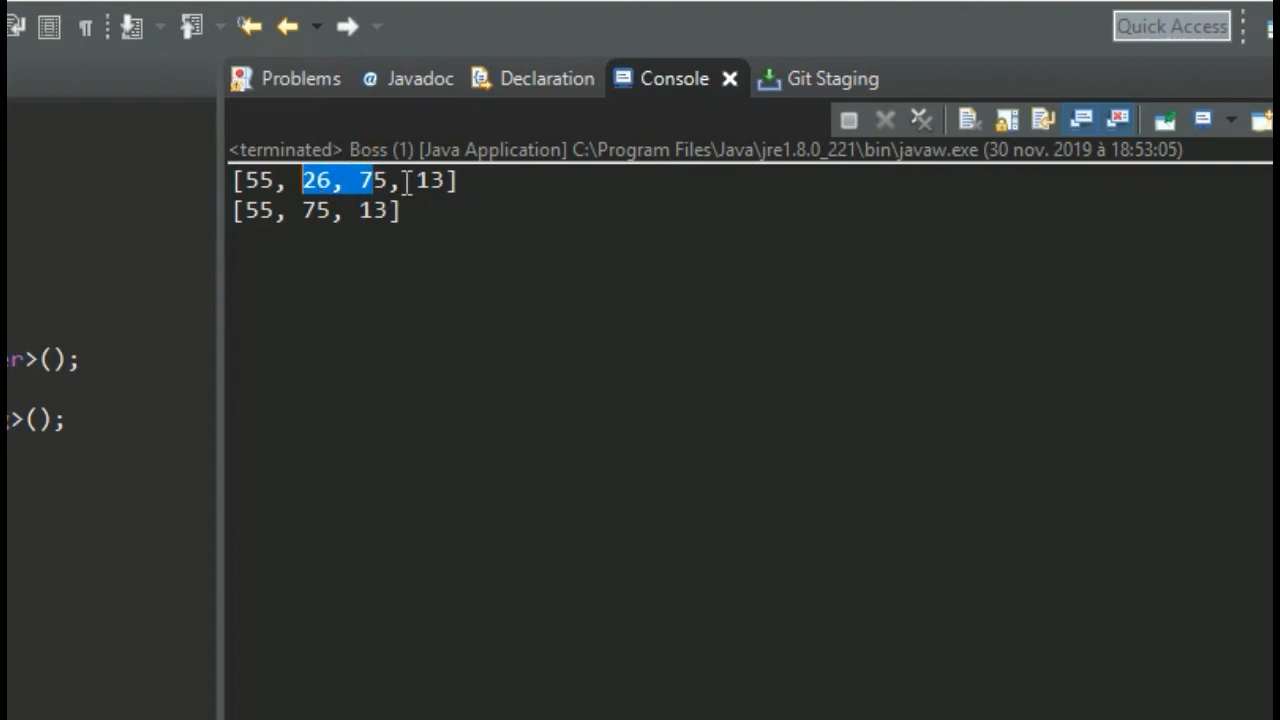 Quick Access
Problems @ Javadoc Declaration Console Git Staging
<terminated> Boss (1) [Java Application] C:\Program Files\Java\jre1.8.0_221\bin\javaw.exe (30 nov. 2019 à 18:53:05)
[55, 26, 75, 13]
[55, 75, 13]
r>();
>();